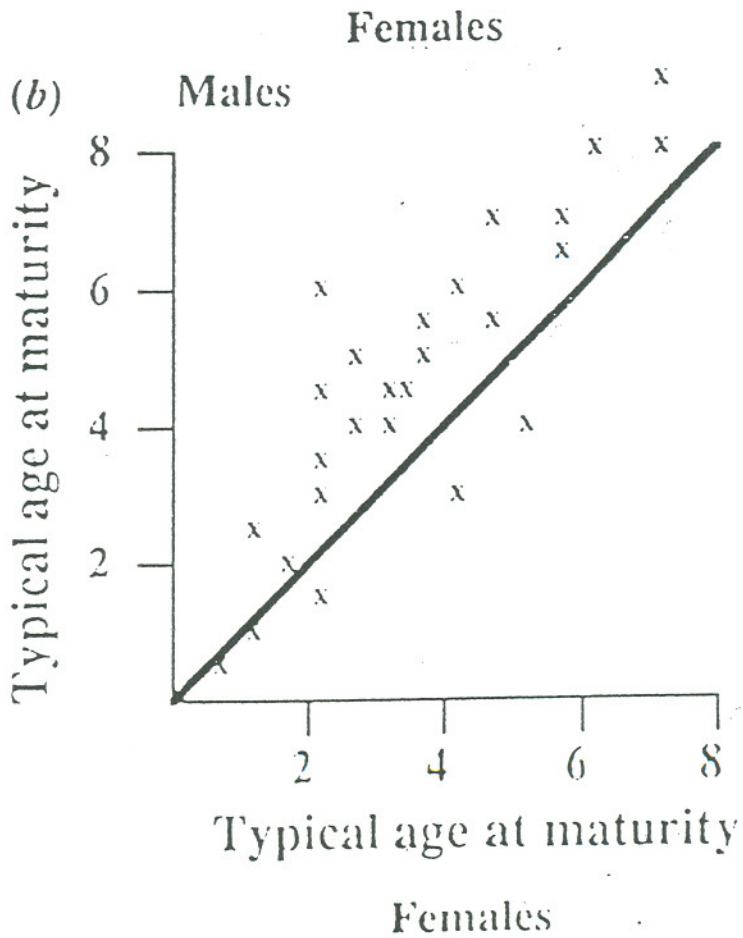 Females
(b) Males
Typical age at maturity
8
6
4
2
2 4 6 8
Typical age at maturity
Females